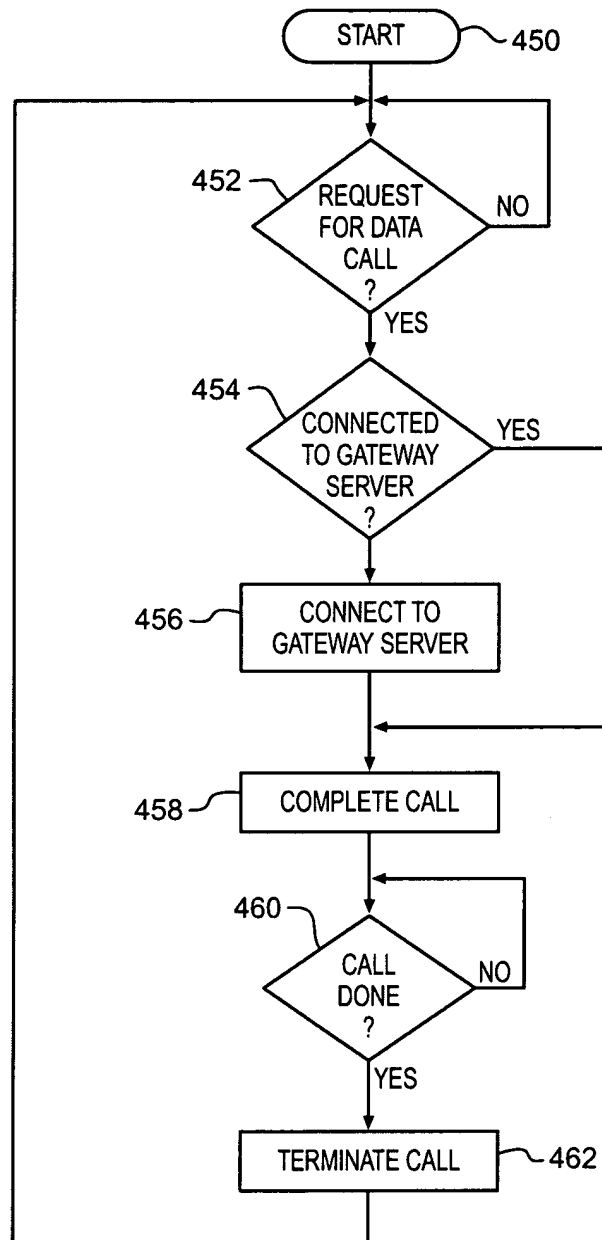 START
450
452
REQUEST
FOR DATA
CALL
?
NO
YES
454
CONNECTED
TO GATEWAY
SERVER
?
YES
456
CONNECT TO
GATEWAY SERVER
458
COMPLETE CALL
460
CALL
DONE
?
NO
YES
TERMINATE CALL
462